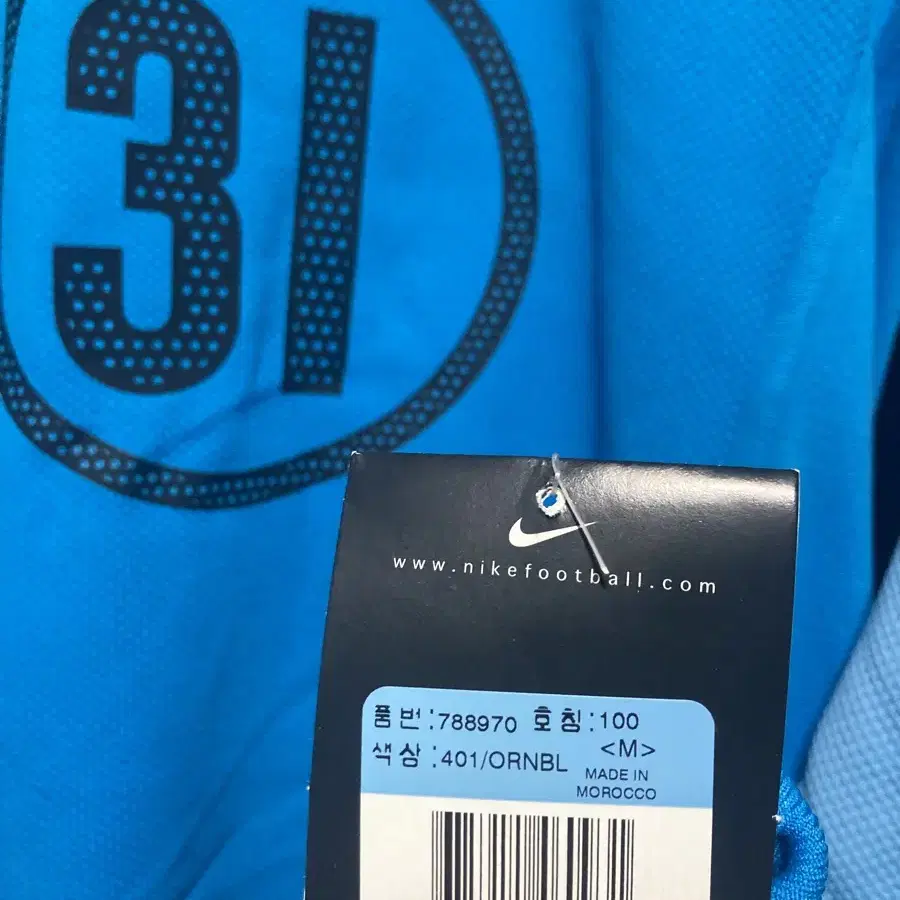 31
www.nikefootball.com
품번:788970 호칭:100
<M>
색상:401/ORNBL
MADE IN
MOROCCO